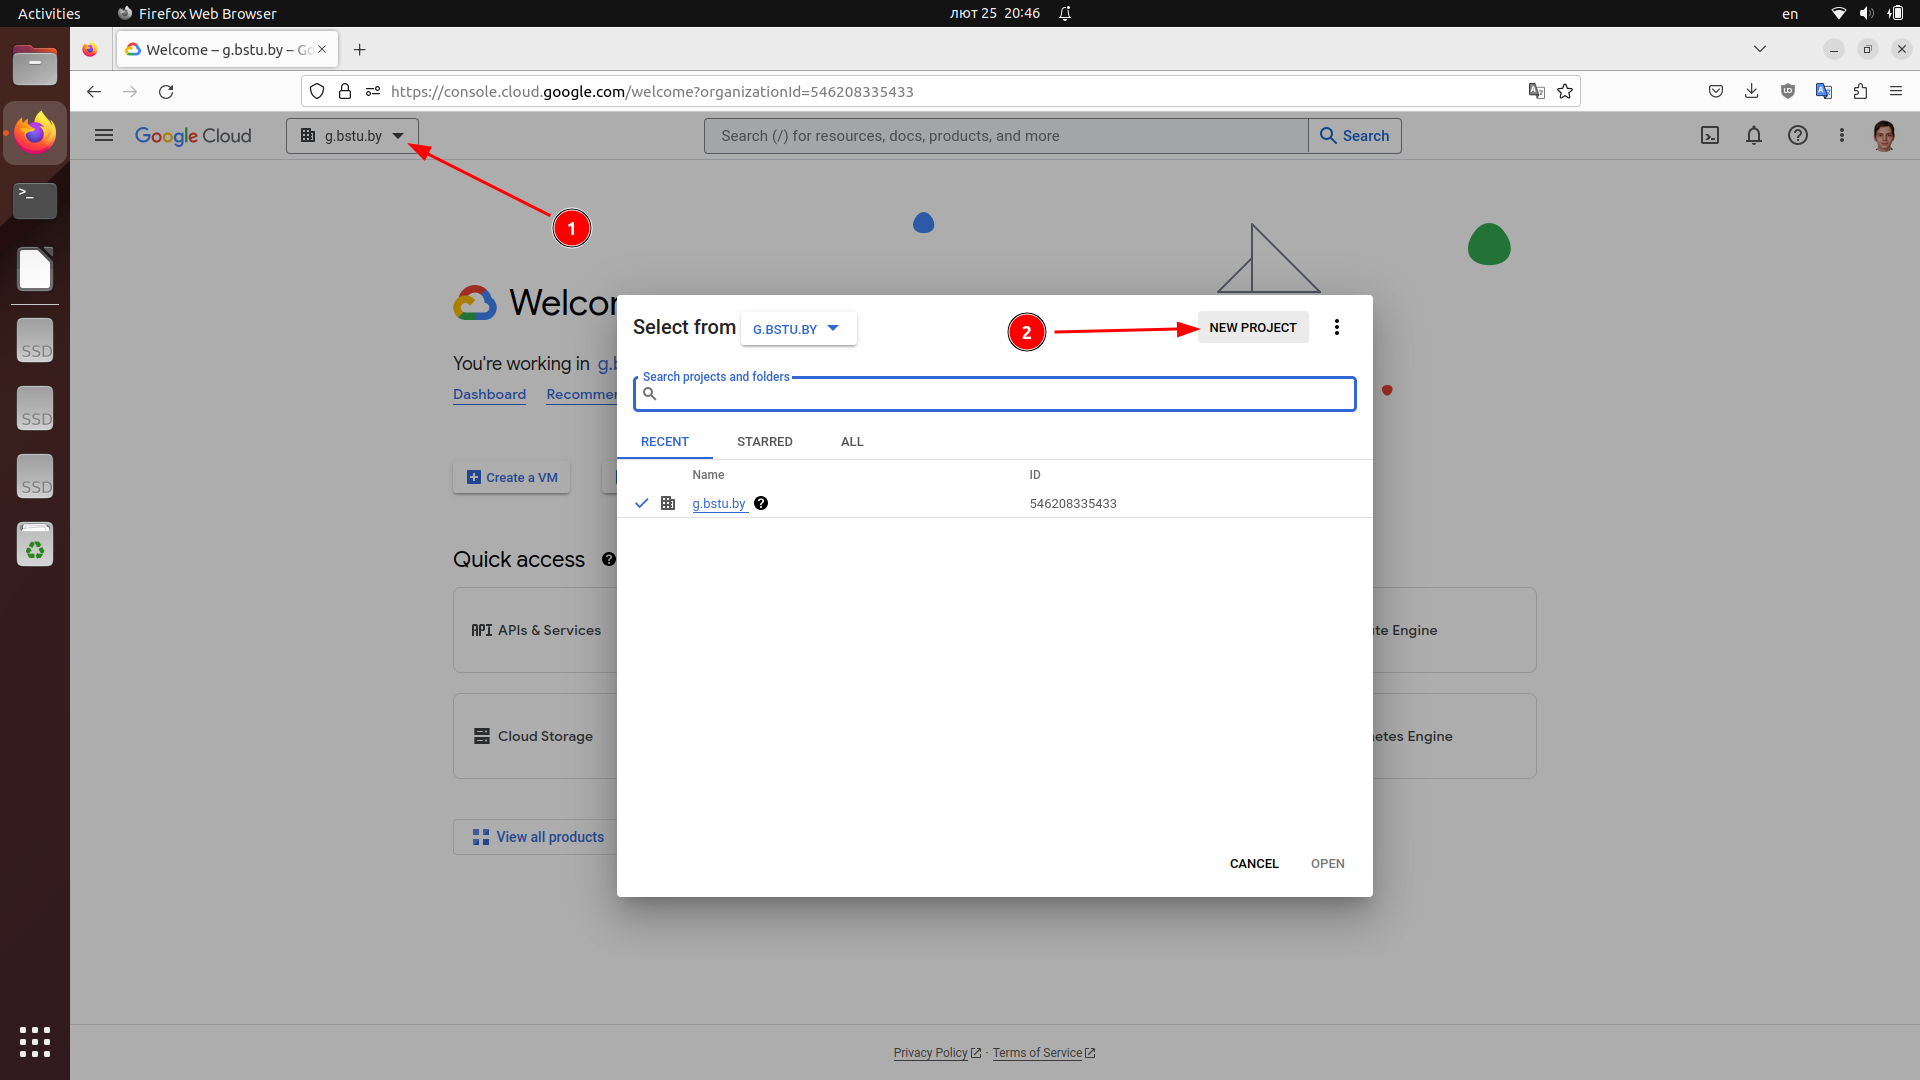 Activities
Firefox Web Browser
лют 25 20:46
en
Welcome – g.bstu.by – Go
https://console.cloud.google.com/welcome?organizationId=546208335433
Google Cloud
g.bstu.by
Search (/) for resources, docs, products, and more
Search
1
Welcom
Select from
G.BSTU.BY
2
NEW PROJECT
You're working in g.b
Search projects and folders
Dashboard
Recommen
RECENT
STARRED
ALL
Name
ID
Create a VM
g.bstu.by
546208335433
SSD
SSD
SSD
Quick access
API APIs & Services
te Engine
Cloud Storage
etes Engine
View all products
CANCEL
OPEN
Privacy Policy · Terms of Service